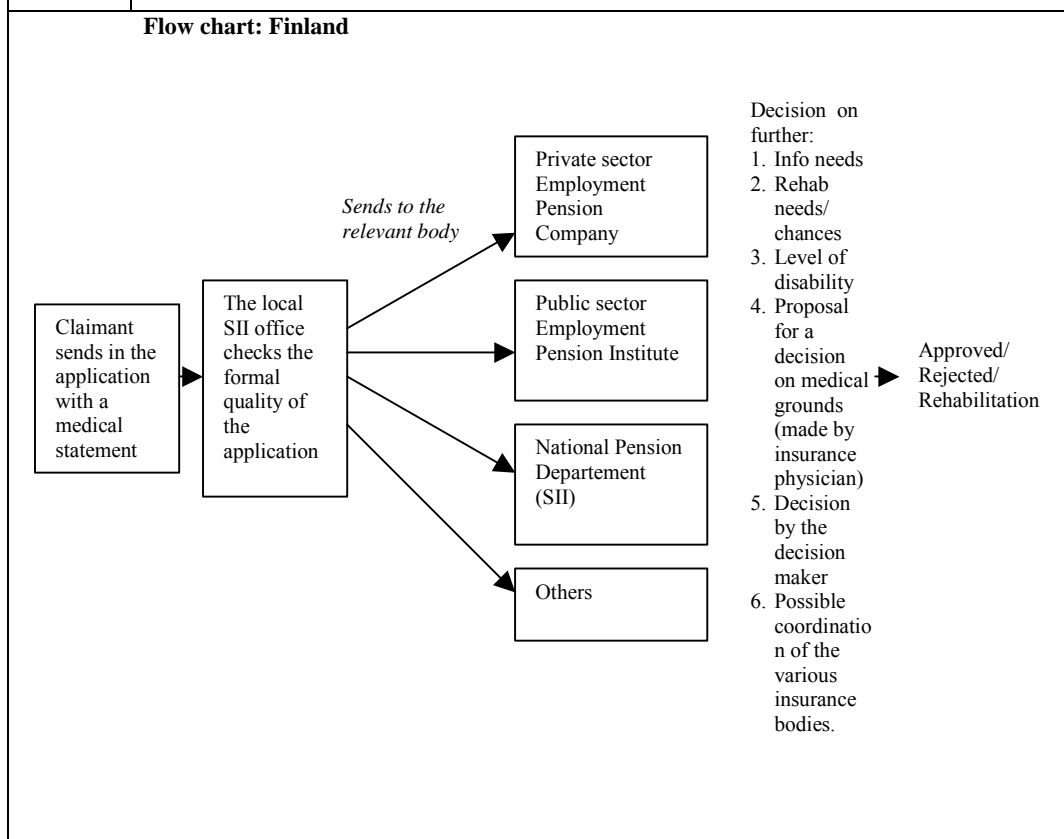 Flow chart: Finland
Claimant
sends in the
application
with a
medical
statement
The local
SII office
checks the
formal
quality of
the
application
Sends to the
relevant body
Private sector
Employment
Pension
Company
Public sector
Employment
Pension Institute
National Pension
Departement
(SII)
Others
Decision on
further:
1. Info needs
2. Rehab
needs/
chances
3. Level of
disability
4. Proposal
for a
decision
on medical
grounds
(made by
insurance
physician)
5. Decision
by the
decision
maker
6. Possible
coordinatio
n of the
various
insurance
bodies.
Approved/
Rejected/
Rehabilitation